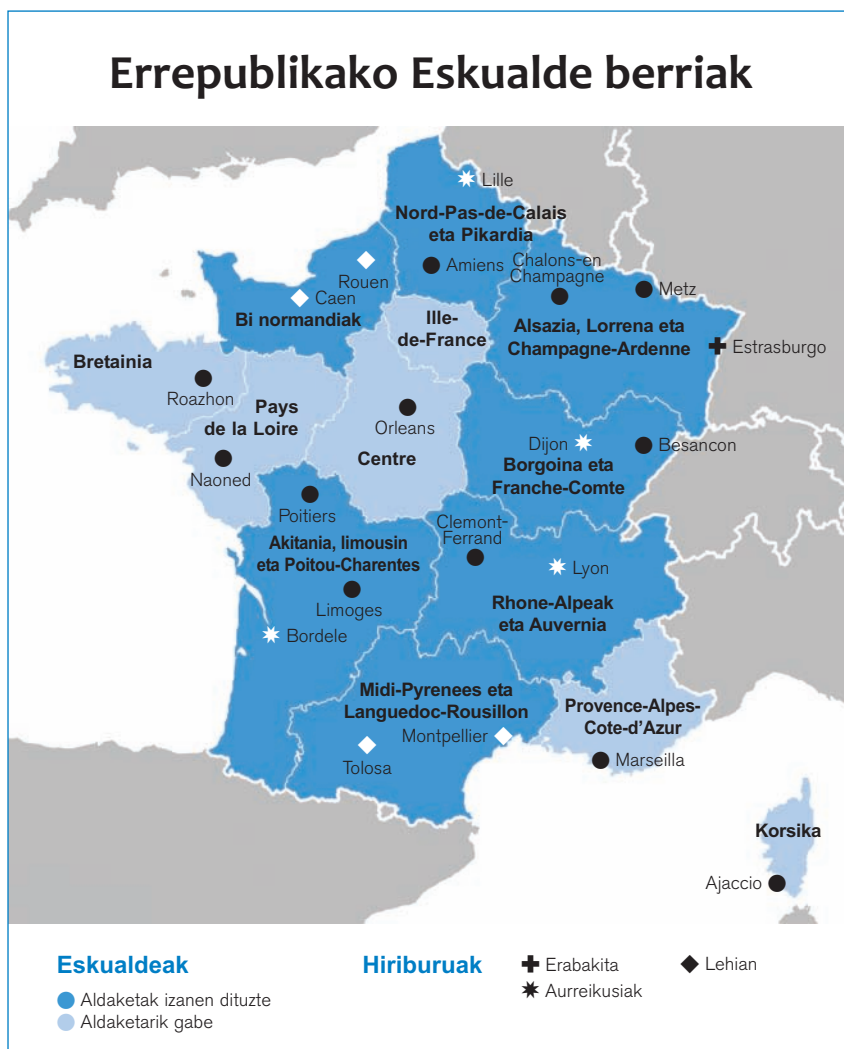 Errepublikako Eskualde berriak
Lille
Nord-Pas-de-Calais
eta Pikardia
Amiens
Chalons-en
Champagne
Metz
Rouen
Caen
Bi normandiak
Ille-
de-France
Alsazia, Lorrena eta
Champagne-Ardenne
Estrasburgo
Bretainia
Roazhon
Pays
de la Loire
Orleans
Centre
Naoned
Dijon
Besancon
Borgoina eta
Franche-Comte
Poitiers
Clemont-
Ferrand
Akitania, limousin
eta Poitou-Charentes
Lyon
Limoges
Rhone-Alpeak
eta Auvernia
Bordele
Midi-Pyrenees eta
Languedoc-Rousillon
Montpellier
Tolosa
Provence-Alpes-
Cote-d'Azur
Marseilla
Korsika
Ajaccio
Eskualdeak
Aldaketak izanen dituzte
Aldaketarik gabe
Hiriburuak
Erabakita
Aurreikusiak
Lehian